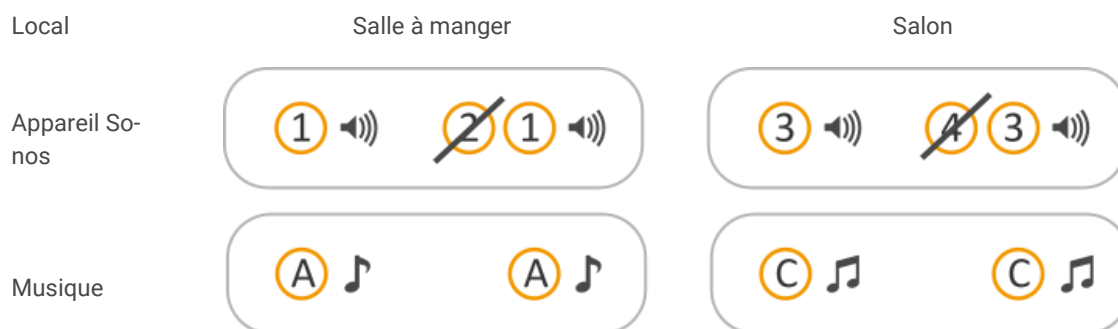 Local Salle à manger Salon
Appareil So-
nos
1 2 1 3 4 3
Musique
A A C C